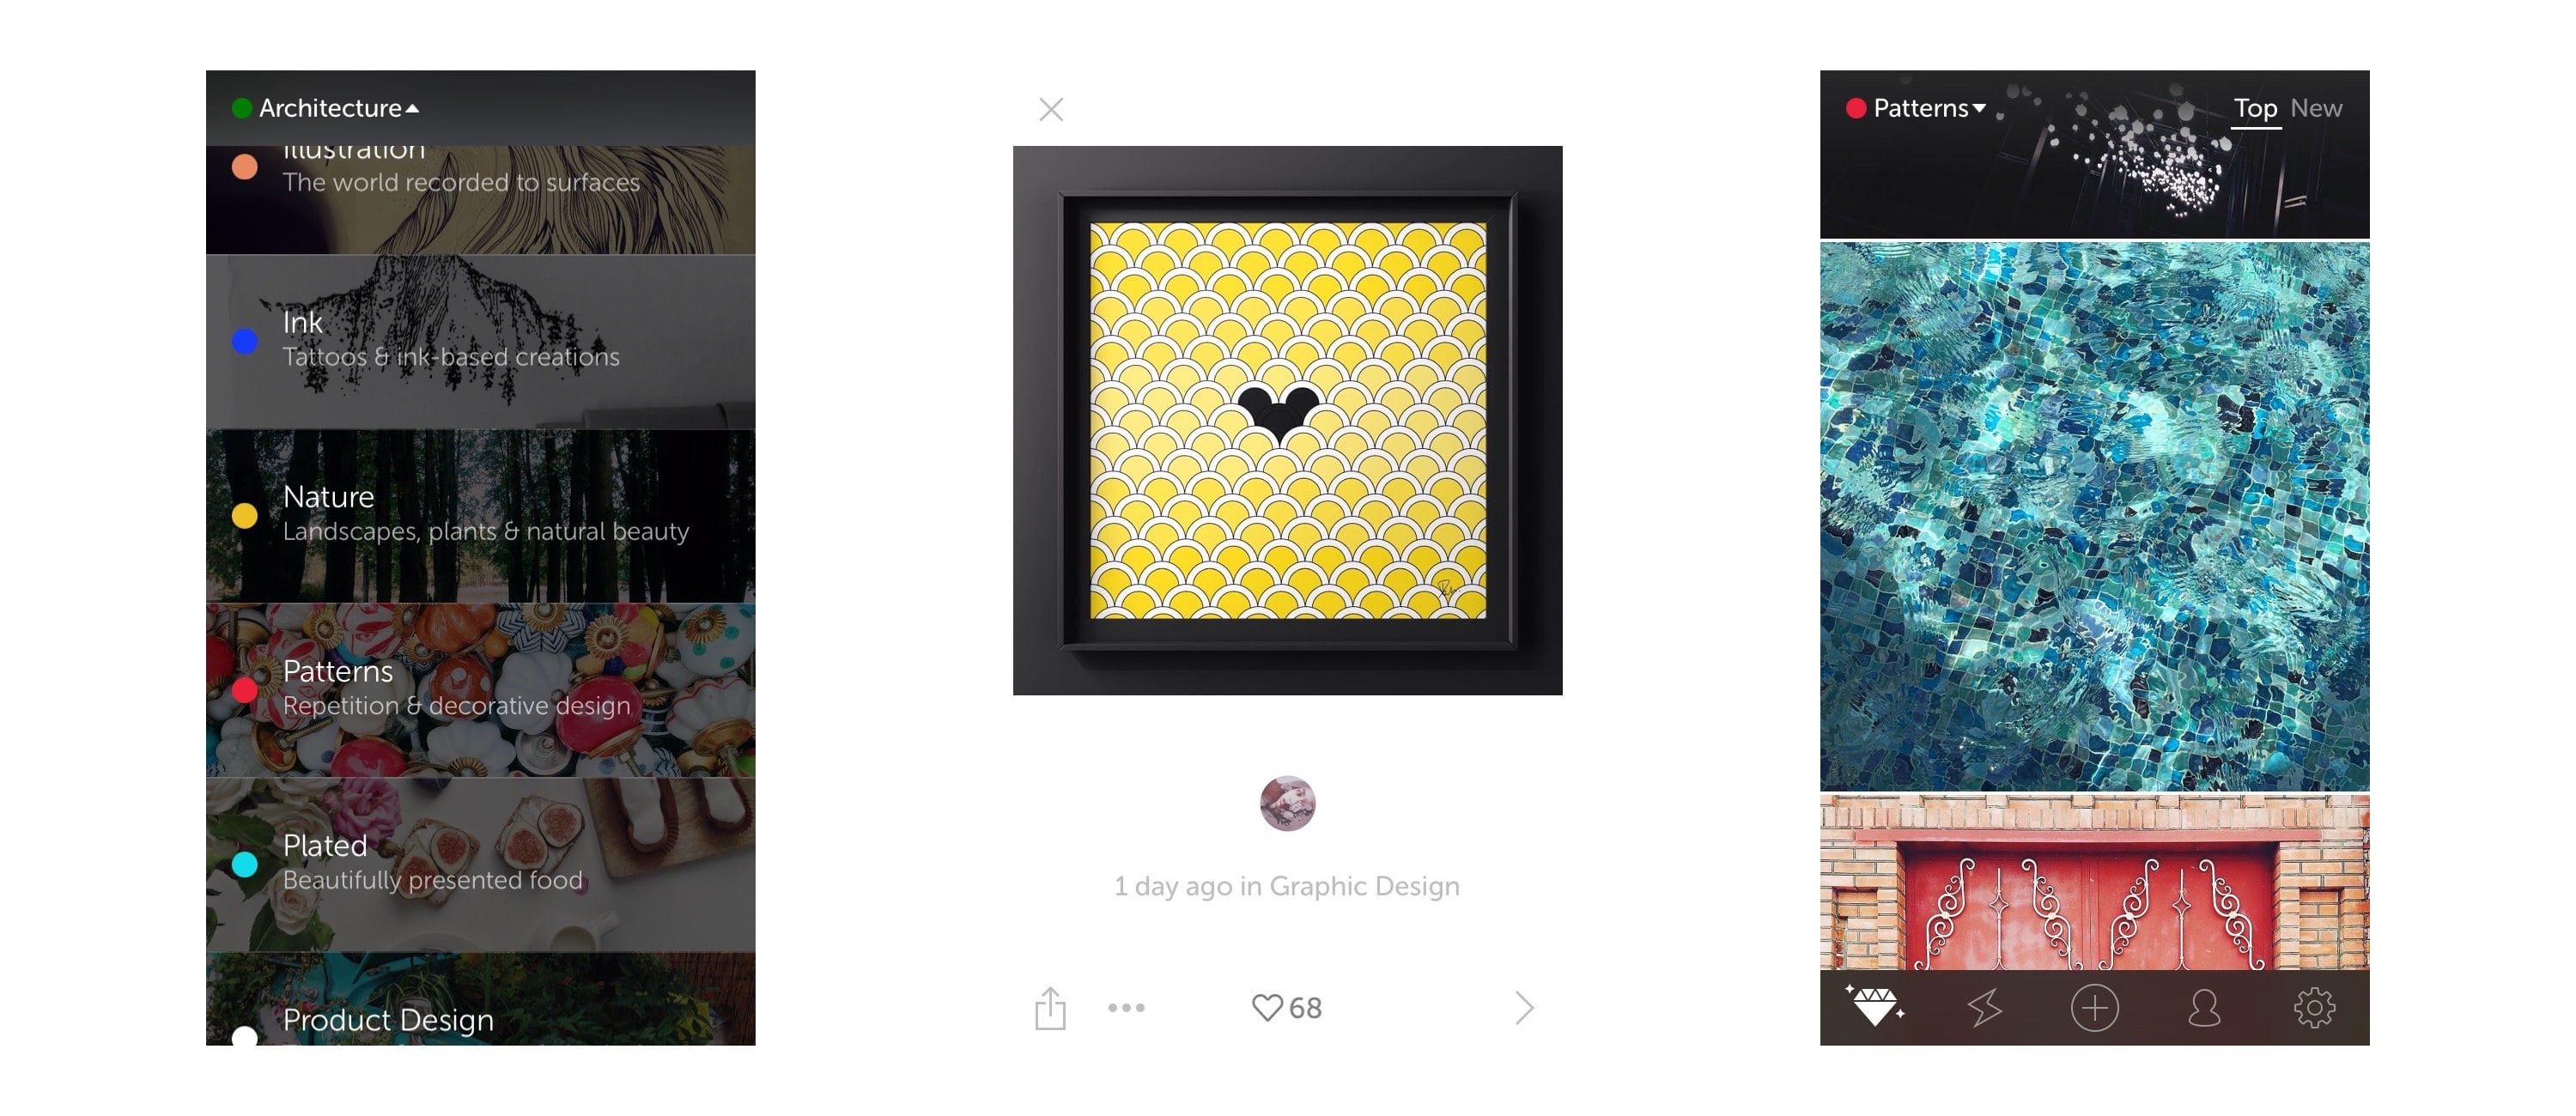 Architecture
Illustration
The world recorded to surfaces
Ink
Tattoos & ink-based creations
Nature
Landscapes, plants & natural beauty
Patterns
Repetition & decorative design
Plated
Beautifully presented food
Product Design
1 day ago in Graphic Design
68
Patterns
Top New